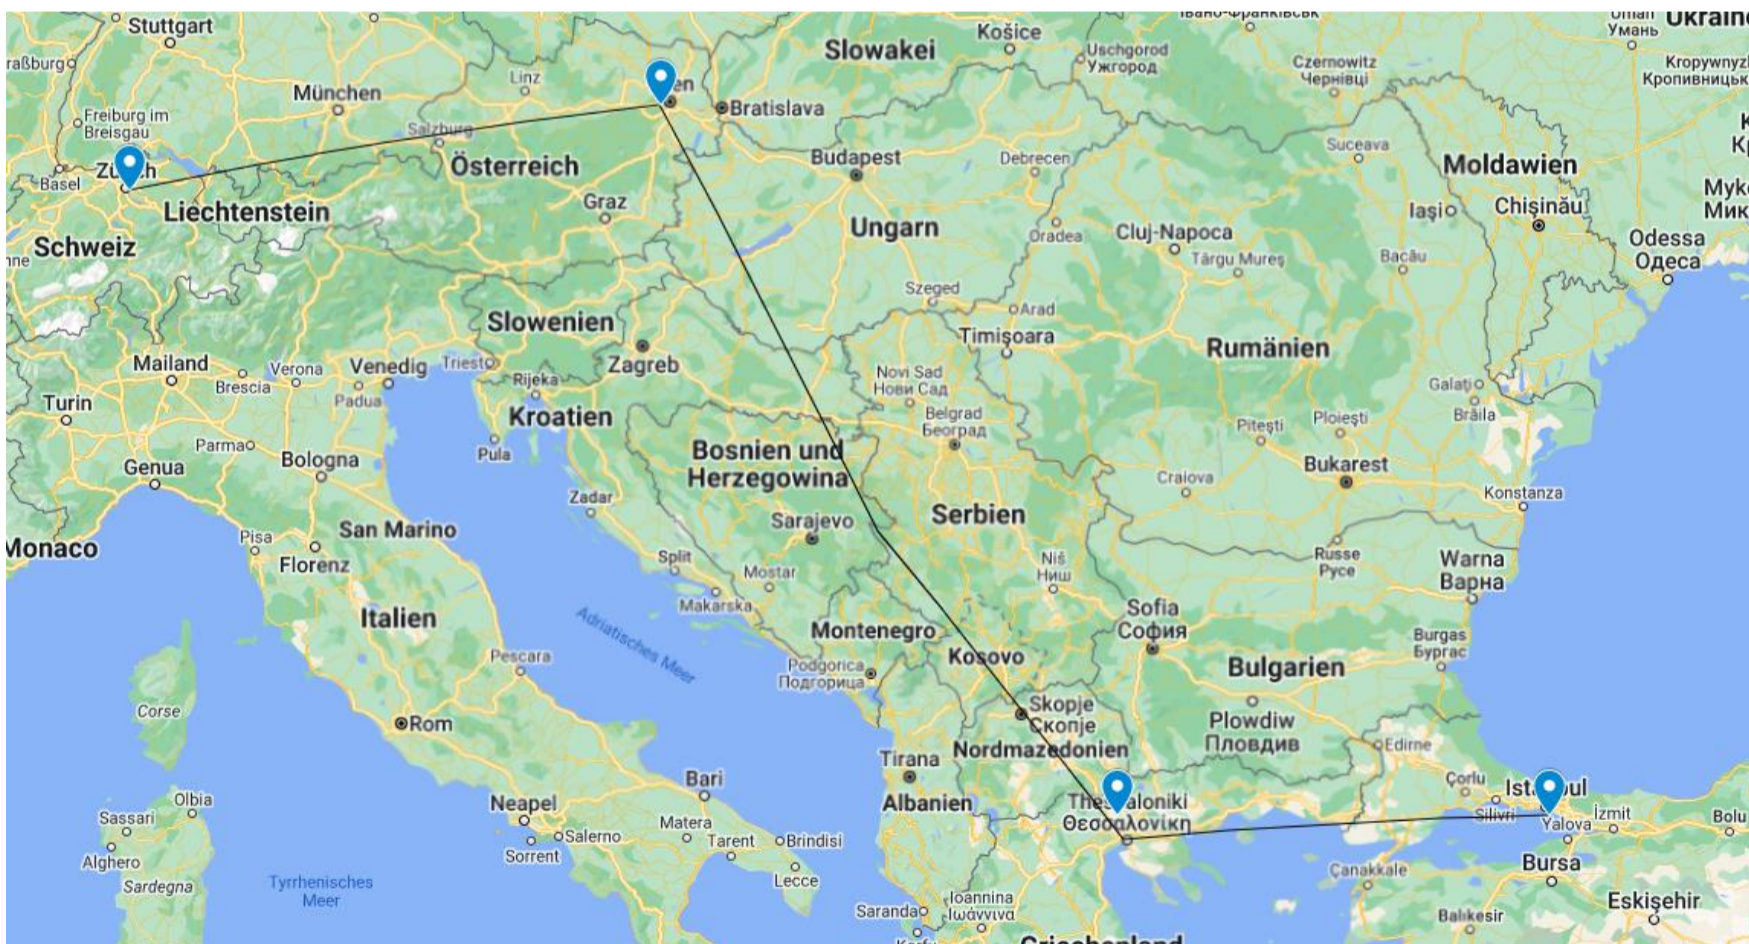 Stuttgart
Slowakei
Košice
Uschgorod
Ужгород
Czernowitz
Чернівці
Uman
Умань
Kropywnyz
Кропивницьк
München
Linz
Bratislava
Freiburg im
Breisgau
Salzburg
Österreich
Budapest
Debrecen
Suceava
Moldawien
Basel
Liechtenstein
Graz
Ungarn
Oradea
Cluj-Napoca
Târgu Mureș
Iași
Chișinău
Bacău
Odessa
Одеса
Schweiz
Slowenien
Szeged
Arad
Timișoara
Rumänien
Mailand
Brescia
Verona
Padua
Venedig
Triest
Rijeka
Zagreb
Novi Sad
Нови Сад
Galați
Brăila
Turin
Parma
Bologna
Genua
Pula
Kroatien
Bosnien und
Herzegowina
Belgrad
Београд
Pitești
Ploiești
Bukarest
Craiova
Konstanza
Zadar
San Marino
Monaco
Pisa
Florenz
Sarajevo
Serbien
Split
Mostar
Makarska
Niš
Ниш
Russe
Русе
Warna
Варна
Italien
Adriatisches Meer
Montenegro
Kosovo
Sofia
София
Burgas
Бургас
Bulgarien
Pescara
Podgorica
Подгорица
Corse
Rom
Skopje
Скопје
Plowdiw
Пловдив
Nordmazedonien
Edirne
Tirana
Albanien
Bari
Çorlu
Silivri
Yalova
İzmit
Bolu
Θεσσαλονίκη
Olbia
Sassari
Neapel
Salerno
Sorrent
Matera
Tarent
Brindisi
Lecce
Alghero
Sardegna
Tyrrhenisches
Meer
Çanakkale
Bursa
Saranda
Ioannina
Ιωάννινα
Balıkesir
Eskişehir
Griechenland